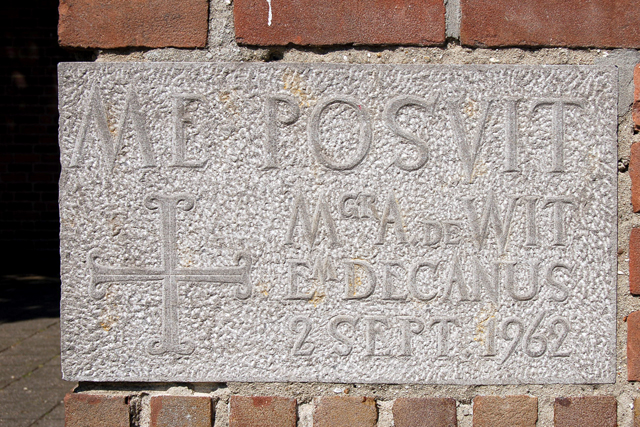 ME POSVIT
MGR A. DE WIT
EM DECANUS
2 SEPT. 1962